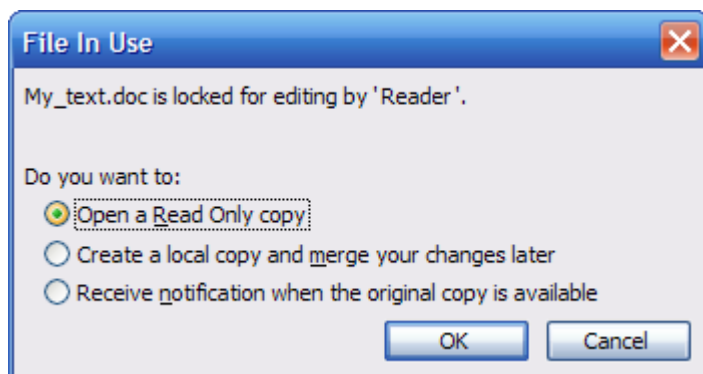 File In Use
My_text.doc is locked for editing by 'Reader '.
Do you want to:
Open a Read Only copy
Create a local copy and merge your changes later
Receive notification when the original copy is available
OK Cancel